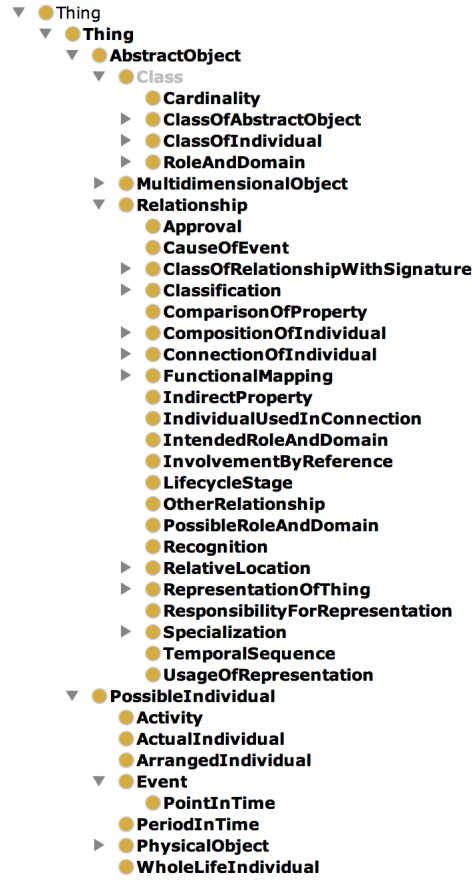 Thing
Thing
AbstractObject
Class
Cardinality
ClassOfAbstractObject
ClassOfIndividual
RoleAndDomain
MultidimensionalObject
Relationship
Approval
CauseOfEvent
ClassOfRelationshipWithSignature
Classification
ComparisonOfProperty
CompositionOfIndividual
ConnectionOfIndividual
FunctionalMapping
IndirectProperty
IndividualUsedInConnection
IntendedRoleAndDomain
InvolvementByReference
LifecycleStage
OtherRelationship
PossibleRoleAndDomain
Recognition
RelativeLocation
RepresentationOfThing
ResponsibilityForRepresentation
Specialization
TemporalSequence
UsageOfRepresentation
PossibleIndividual
Activity
ActualIndividual
ArrangedIndividual
Event
PointInTime
PeriodInTime
PhysicalObject
WholeLifeIndividual